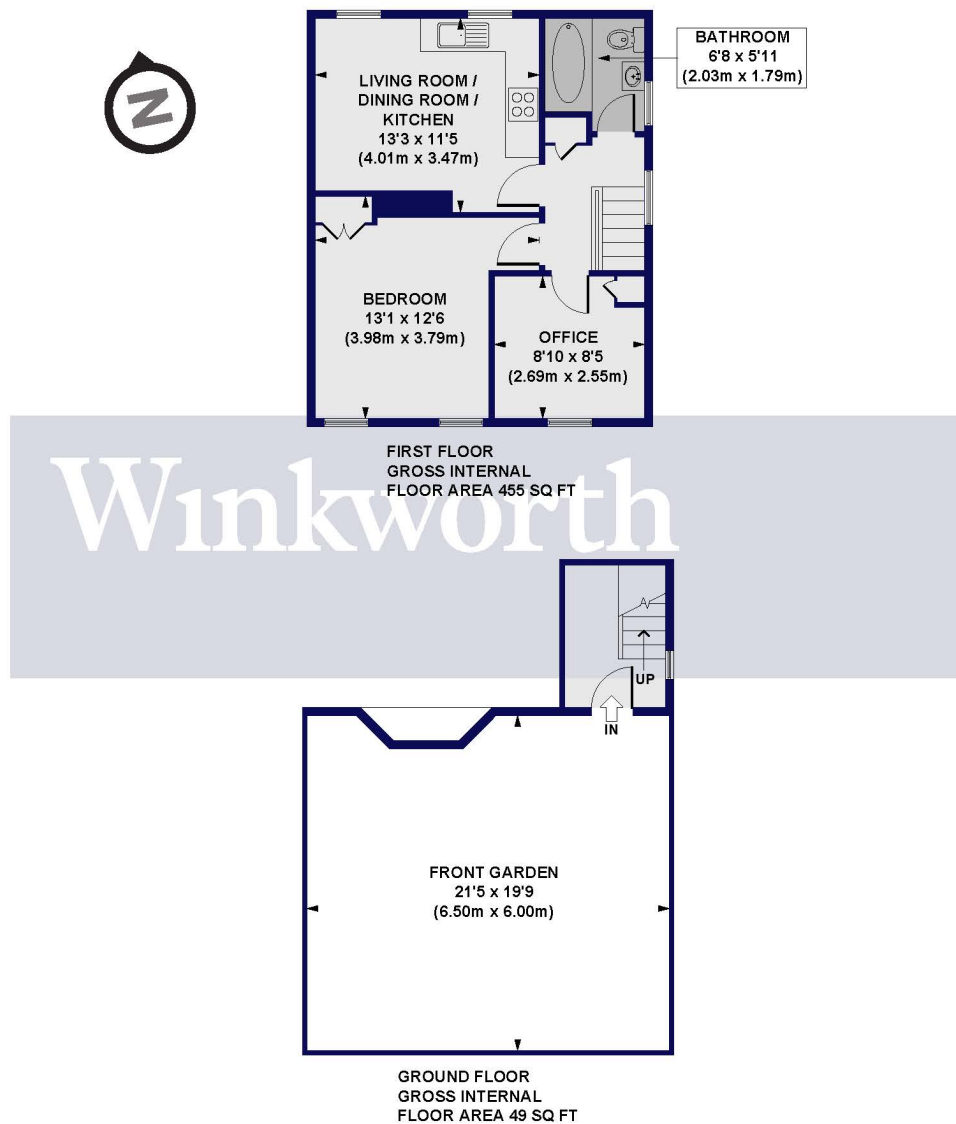 BATHROOM
6'8 x 5'11
(2.03m x 1.79m)
N
LIVING ROOM /
DINING ROOM /
KITCHEN
13'3 x 11'5
(4.01m x 3.47m)
BEDROOM
13'1 x 12'6
(3.98m x 3.79m)
OFFICE
8'10 x 8'5
(2.69m x 2.55m)
FIRST FLOOR
GROSS INTERNAL
FLOOR AREA 455 SQ FT
Winkworth
UP
IN
FRONT GARDEN
21'5 x 19'9
(6.50m x 6.00m)
GROUND FLOOR
GROSS INTERNAL
FLOOR AREA 49 SQ FT